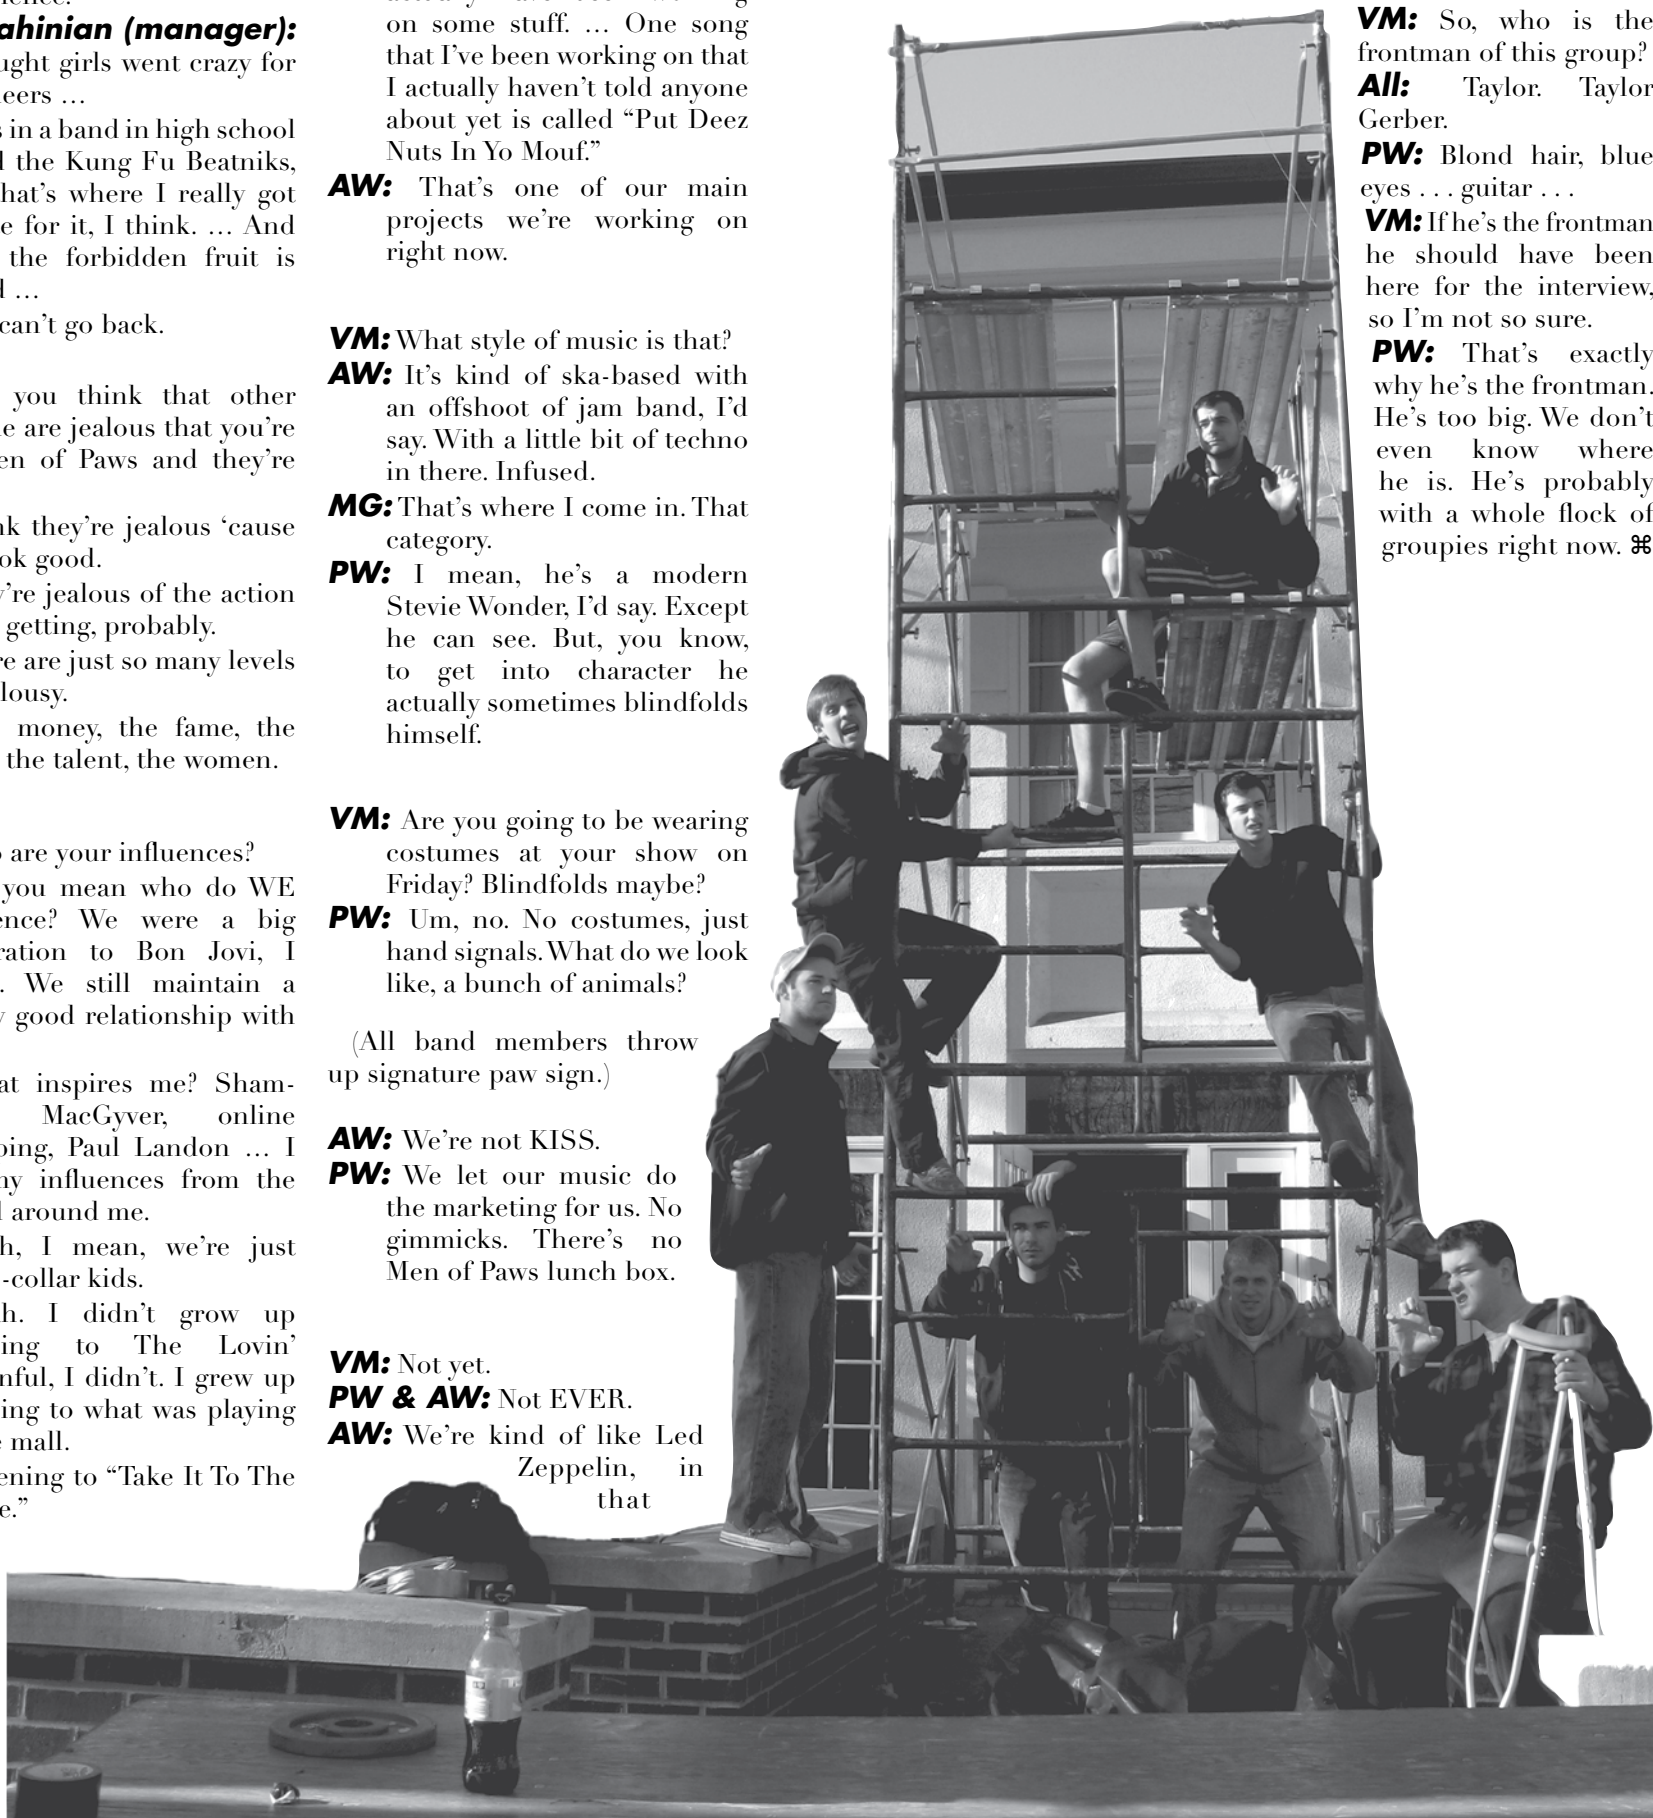 ahinian (manager):
ught girls went crazy for
eers …
s in a band in high school
d the Kung Fu Beatniks,
hat's where I really got
e for it, I think. … And
the forbidden fruit is
d …
can't go back.
you think that other
le are jealous that you're
en of Paws and they're
nk they're jealous ‘cause
ok good.
y're jealous of the action
getting, probably.
re are just so many levels
lousy.
money, the fame, the
the talent, the women.
o are your influences?
you mean who do WE
ence? We were a big
ration to Bon Jovi, I
. We still maintain a
y good relationship with
at inspires me? Sham-
MacGyver, online
oing, Paul Landon … I
ny influences from the
d around me.
h, I mean, we're just
-collar kids.
h. I didn't grow up
ing to The Lovin'
nful, I didn't. I grew up
ing to what was playing
e mall.
ening to “Take It To The
e.”
on some stuff. … One song
that I've been working on that
I actually haven't told anyone
about yet is called “Put Deez
Nuts In Yo Mouf.”
AW: That's one of our main
projects we're working on
right now.
VM: What style of music is that?
AW: It's kind of ska-based with
an offshoot of jam band, I'd
say. With a little bit of techno
in there. Infused.
MG: That's where I come in. That
category.
PW: I mean, he's a modern
Stevie Wonder, I'd say. Except
he can see. But, you know,
to get into character he
actually sometimes blindfolds
himself.
VM: Are you going to be wearing
costumes at your show on
Friday? Blindfolds maybe?
PW: Um, no. No costumes, just
hand signals. What do we look
like, a bunch of animals?
(All band members throw
up signature paw sign.)
AW: We're not KISS.
PW: We let our music do
the marketing for us. No
gimmicks. There's no
Men of Paws lunch box.
VM: Not yet.
PW & AW: Not EVER.
AW: We're kind of like Led
Zeppelin, in
that
VM: So, who is the
frontman of this group?
All: Taylor. Taylor
Gerber.
PW: Blond hair, blue
eyes . . . guitar . . .
VM: If he's the frontman
he should have been
here for the interview,
so I'm not so sure.
PW: That's exactly
why he's the frontman.
He's too big. We don't
even know where
he is. He's probably
with a whole flock of
groupies right now. ⌘